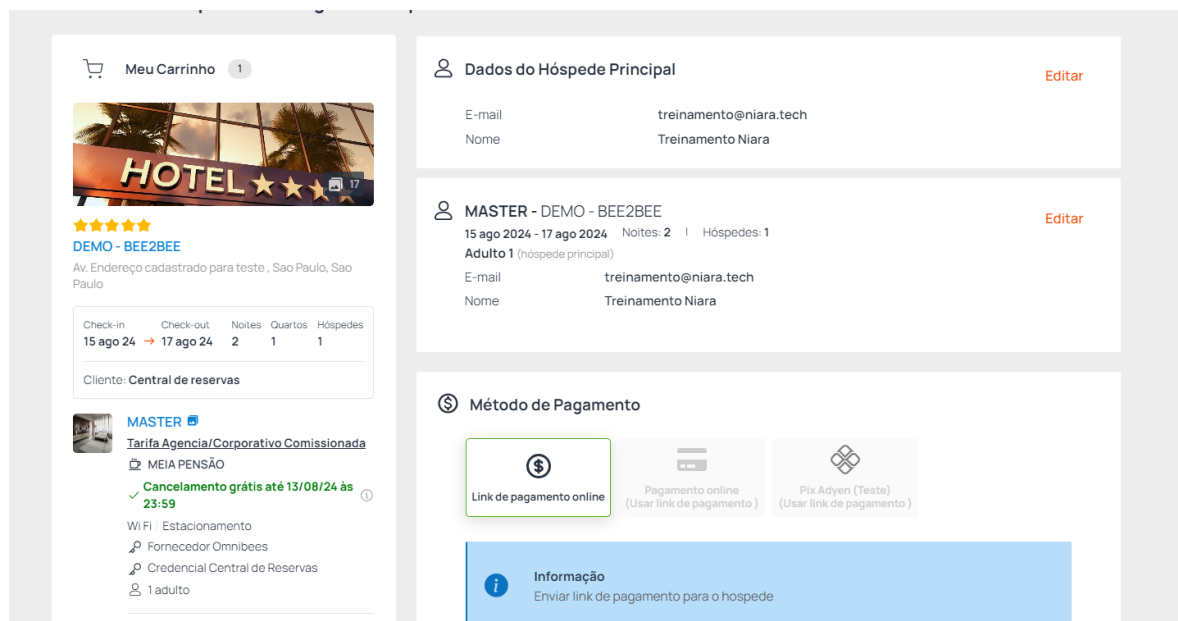 Meu Carrinho 1
HOTEL
17
DEMO - BEE2BEE
Av. Endereço cadastrado para teste , Sao Paulo, Sao
Paulo
Check-in Check-out Noites Quartos Hóspedes
15 ago 24 → 17 ago 24 2 1 1
Cliente: Central de reservas
MASTER
Tarifa Agencia/Corporativo Comissionada
MEIA PENSÃO
Cancelamento grátis até 13/08/24 às
23:59
Wi Fi | Estacionamento
Fornecedor Omnibees
Credencial Central de Reservas
1 adulto
Dados do Hóspede Principal
Editar
E-mail treinamento@niara.tech
Nome Treinamento Niara
MASTER - DEMO - BEE2BEE
Editar
15 ago 2024 - 17 ago 2024 Noites: 2 | Hóspedes: 1
Adulto 1 (hóspede principal)
E-mail treinamento@niara.tech
Nome Treinamento Niara
Método de Pagamento
Link de pagamento online
Pagamento online
(Usar link de pagamento )
Pix Adyen (Teste)
(Usar link de pagamento )
Informação
Enviar link de pagamento para o hospede